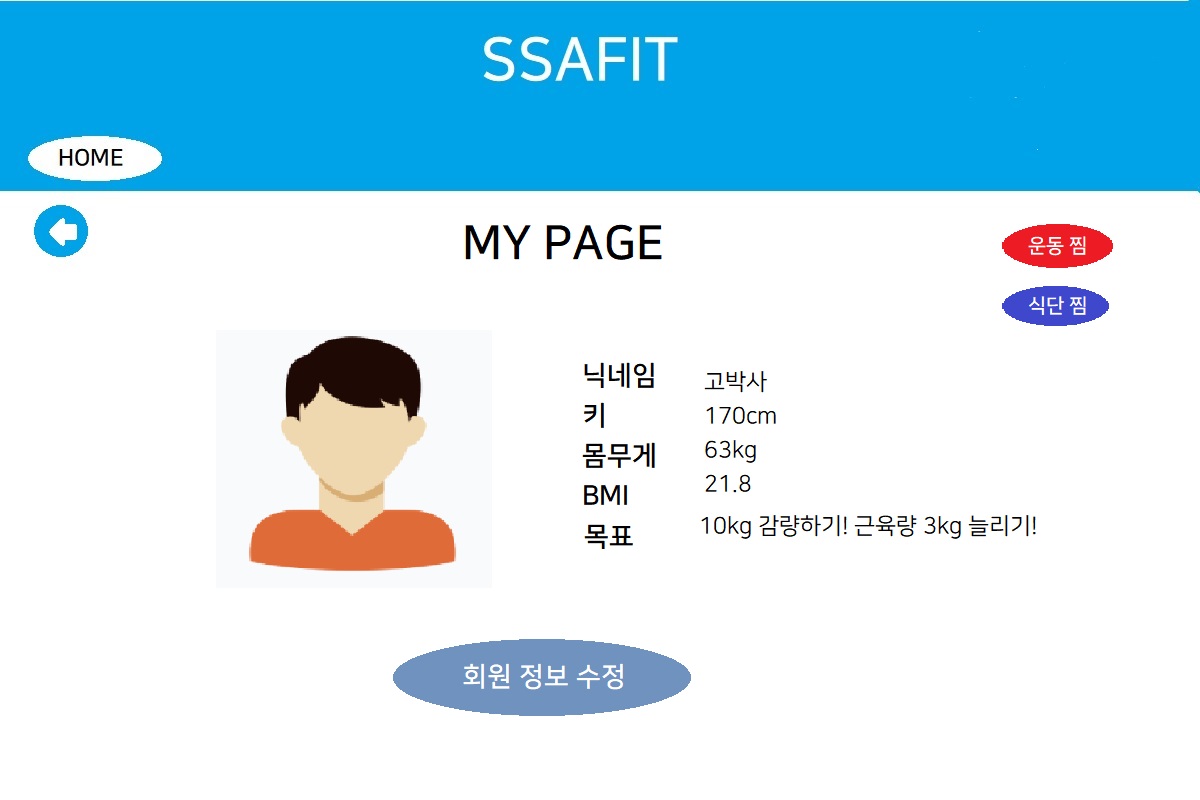 SSAFIT
HOME
MY PAGE
운동 찜
식단 찜
닉네임 고박사
키 170cm
몸무게 63kg
BMI 21.8
목표 10kg 감량하기! 근육량 3kg 늘리기!
회원 정보 수정